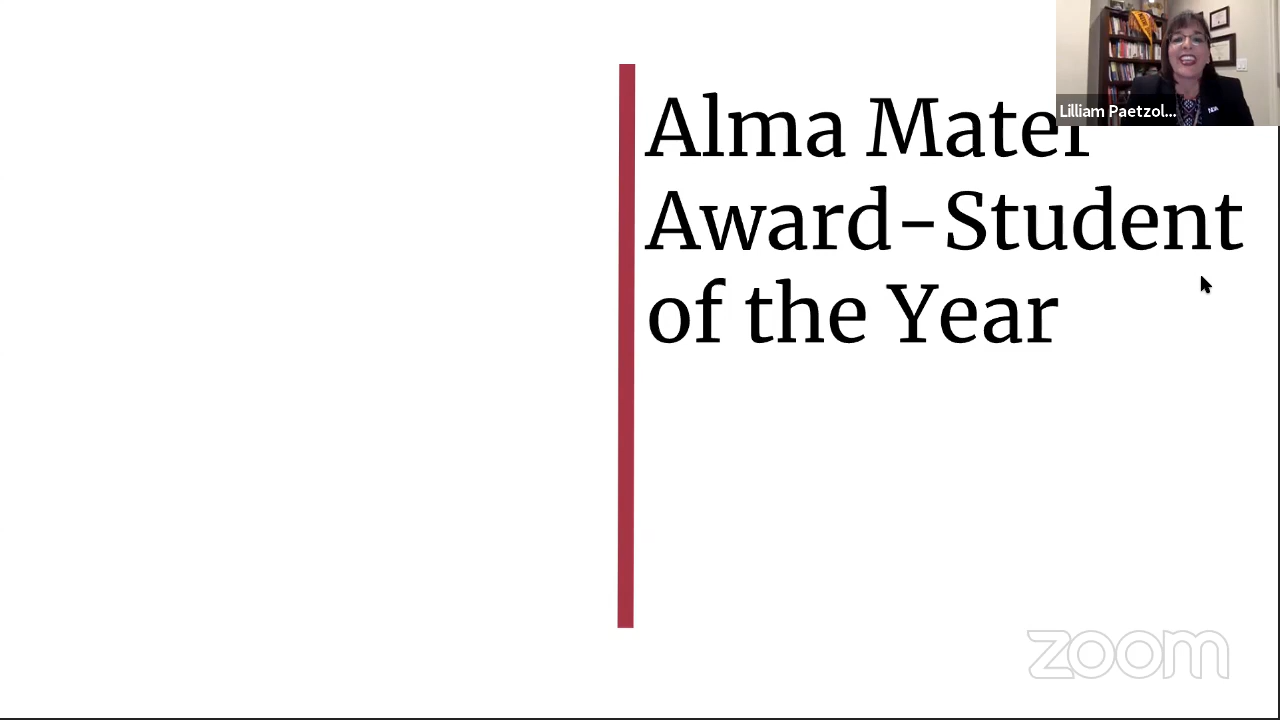 Lilliam Paetzol...
Alma Mater
Award-Student
of the Year
zoom